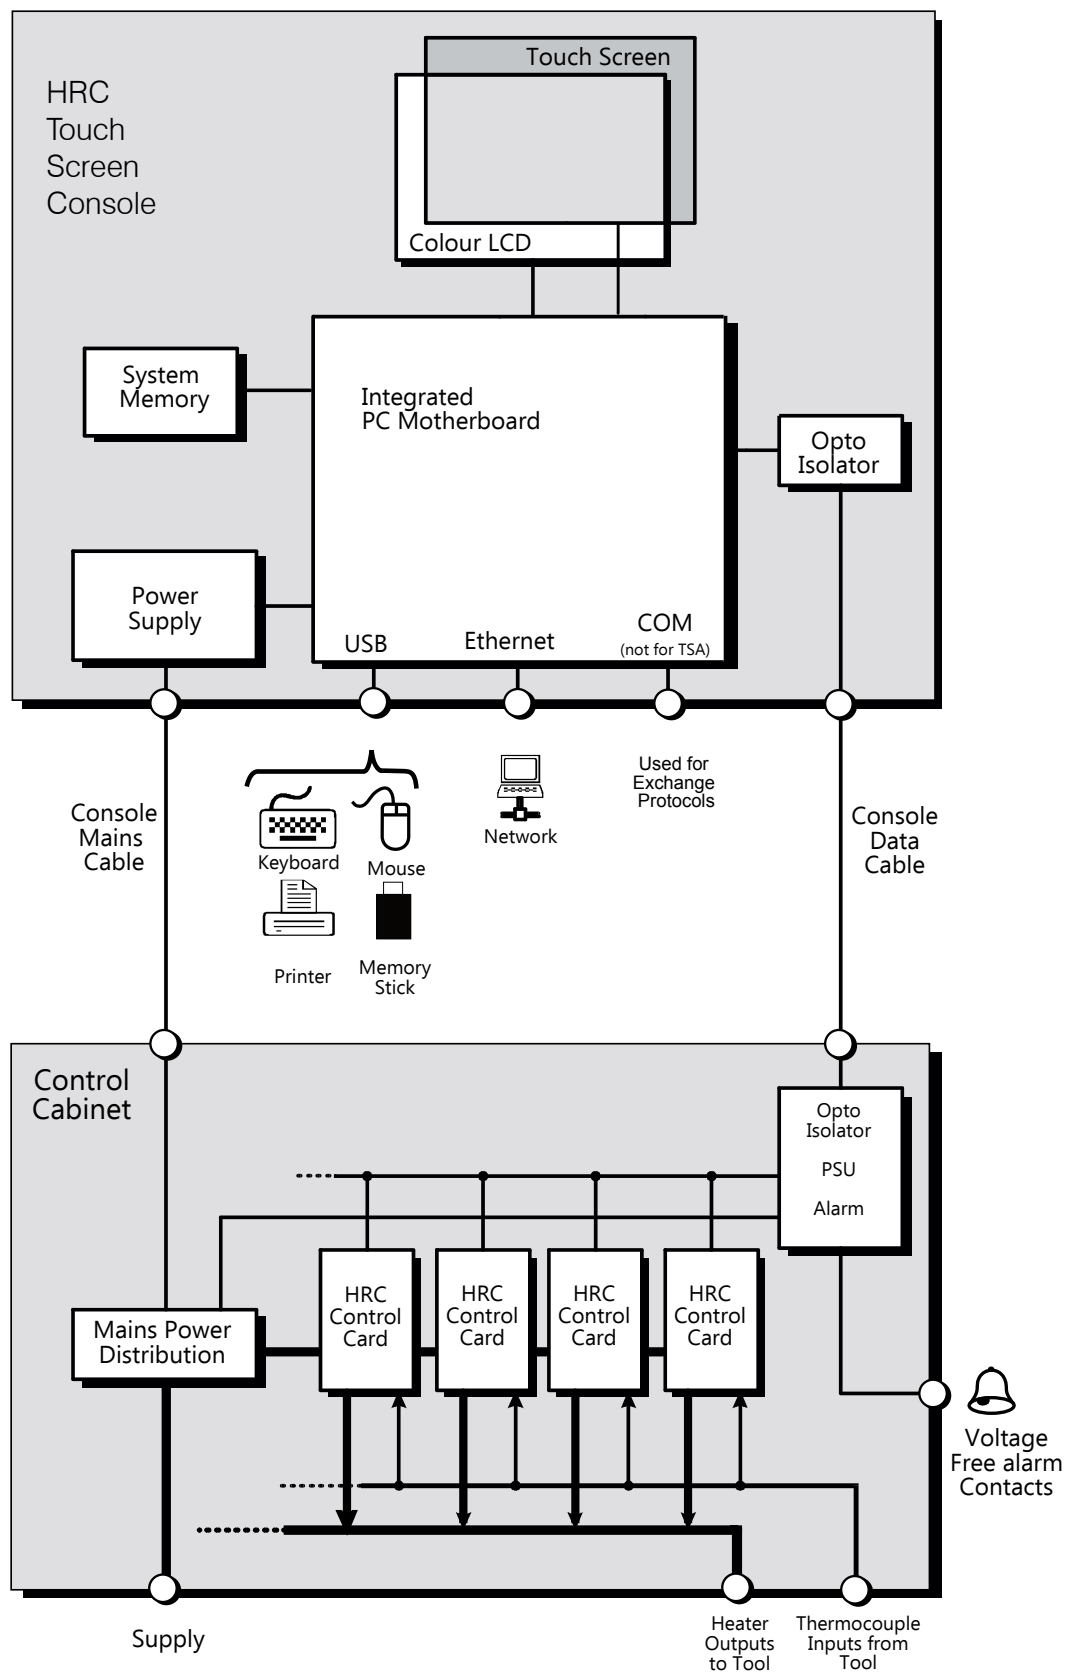 Touch Screen
HRC
Touch
Screen
Console
Colour LCD
System
Memory
Integrated
PC Motherboard
Opto
Isolator
Power
Supply
USB
Ethernet
COM
(not for TSA)
Used for
Exchange
Protocols
Console
Mains
Cable
Keyboard
Mouse
Network
Console
Data
Cable
Printer
Memory
Stick
Control
Cabinet
Opto
Isolator
PSU
Alarm
HRC
Control
Card
HRC
Control
Card
HRC
Control
Card
HRC
Control
Card
Mains Power
Distribution
Voltage
Free alarm
Contacts
Supply
Heater
Outputs
to Tool
Thermocouple
Inputs from
Tool